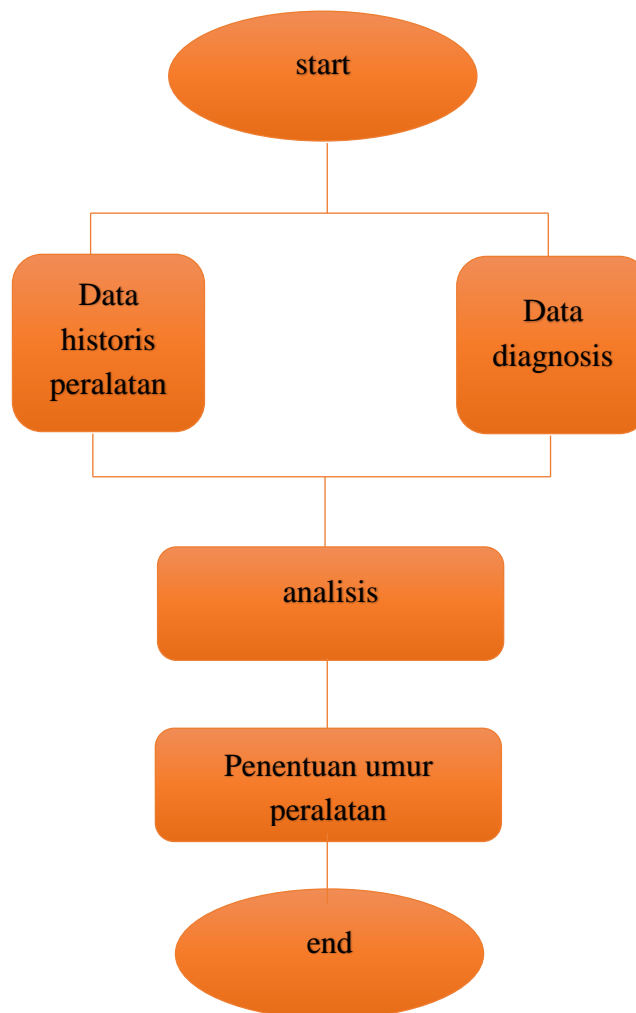 start
Data
historis
peralatan
Data
diagnosis
analisis
Penentuan umur
peralatan
end